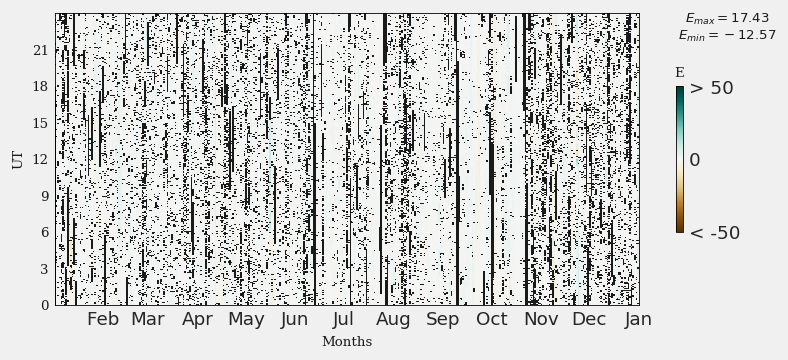 E_max = 17.43
E_min = −12.57
E
> 50
0
< -50
UT
21
18
15
12
9
6
3
0
Feb Mar Apr May Jun Jul Aug Sep Oct Nov Dec Jan
Months